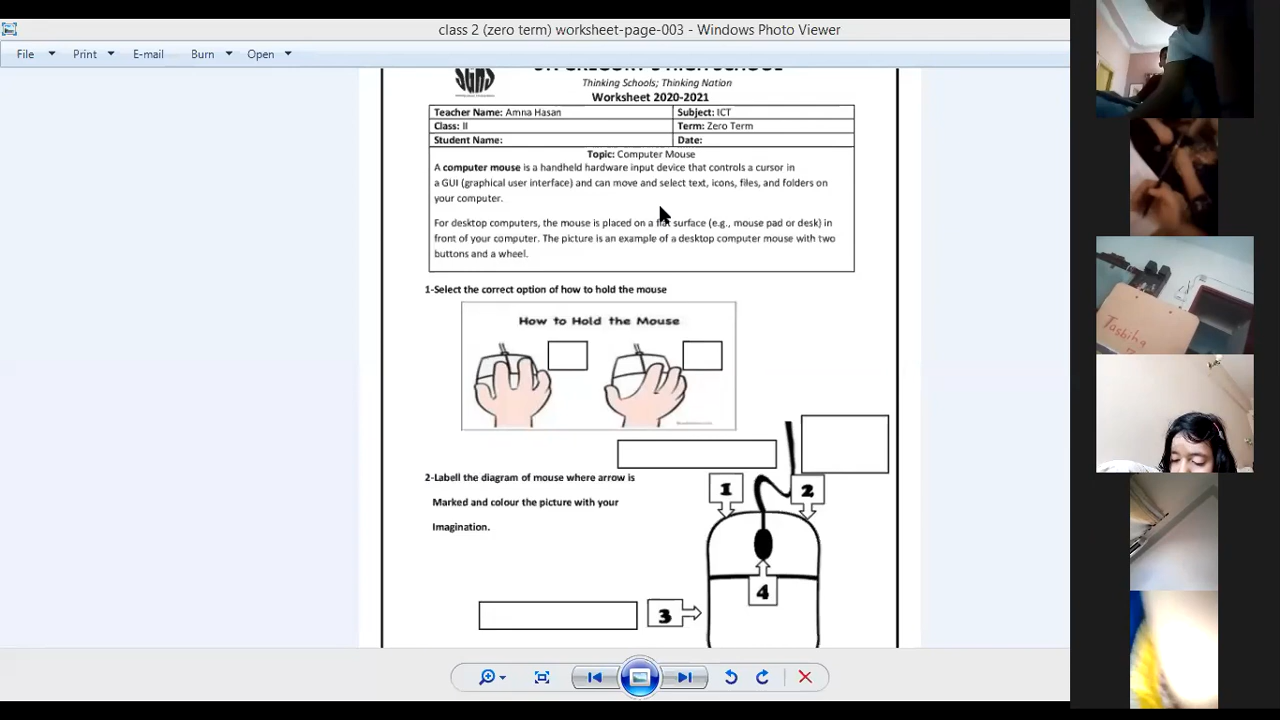 class 2 (zero term) worksheet-page-003 - Windows Photo Viewer
File Print E-mail Burn Open
HIGH SCHOOL
SGHS
Thinking Schools; Thinking Nation
Worksheet 2020-2021
Teacher Name: Amna Hasan Subject: ICT
Class: II Term: Zero Term
Student Name: Date:
Topic: Computer Mouse
A computer mouse is a handheld hardware input device that controls a cursor in
a GUI (graphical user interface) and can move and select text, icons, files, and folders on
your computer.
For desktop computers, the mouse is placed on a flat surface (e.g., mouse pad or desk) in
front of your computer. The picture is an example of a desktop computer mouse with two
buttons and a wheel.
1-Select the correct option of how to hold the mouse
How to Hold the Mouse
2-Labell the diagram of mouse where arrow is
Marked and colour the picture with your
Imagination.
1 2
4
3
Tasbiha